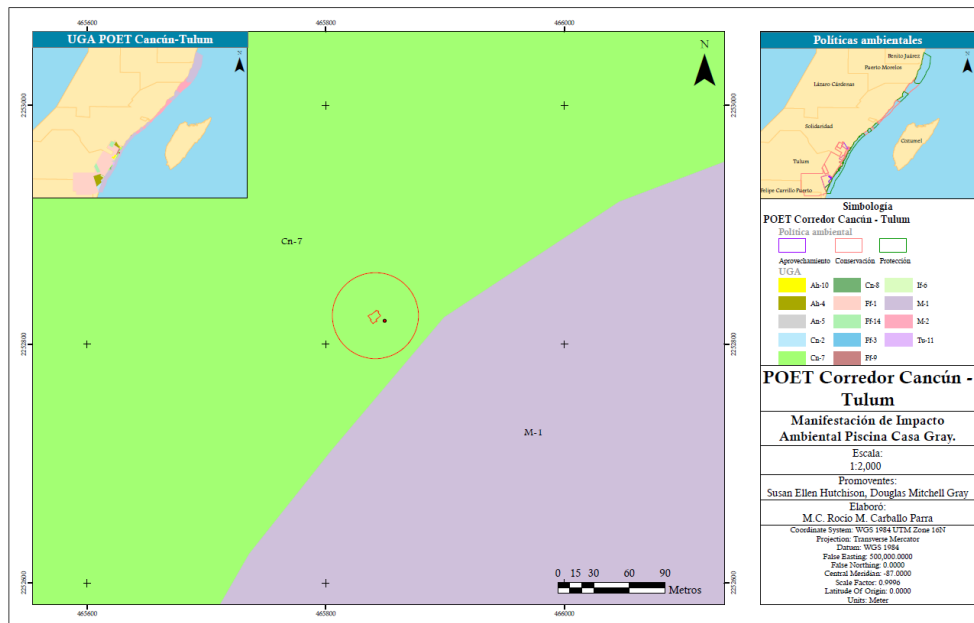 465600
465800
466000
UGA POET Cancún-Tulum
N
N
2253000
2253000
Cn-7
2252800
2252800
M-1
2252600
2252600
0 15 30 60 90
Metros
465600
465800
466000
Políticas ambientales
N
Benito Juárez
Puerto Morelos
Lázaro Cárdenas
Solidaridad
Cozumel
Tulum
Felipe Carrillo Puerto
Simbología
POET Corredor Cancún - Tulum
Política ambiental
Aprovechamiento Conservación Protección
UGA
Ah-10 Cn-8 If-6
Ah-4 Ff-1 M-1
An-5 Ff-14 M-2
Cn-2 Ff-3 Tu-11
Cn-7 Ff-9
POET Corredor Cancún -
Tulum
Manifestación de Impacto
Ambiental Piscina Casa Gray.
Escala:
1:2,000
Promoventes:
Susan Ellen Hutchison, Douglas Mitchell Gray
Elaboró:
M.C. Rocio M. Carballo Parra
Coordinate System: WGS 1984 UTM Zone 16N
Projection: Transverse Mercator
Datum: WGS 1984
False Easting: 500,000.0000
False Northing: 0.0000
Central Meridian: -87.0000
Scale Factor: 0.9996
Latitude Of Origin: 0.0000
Units: Meter